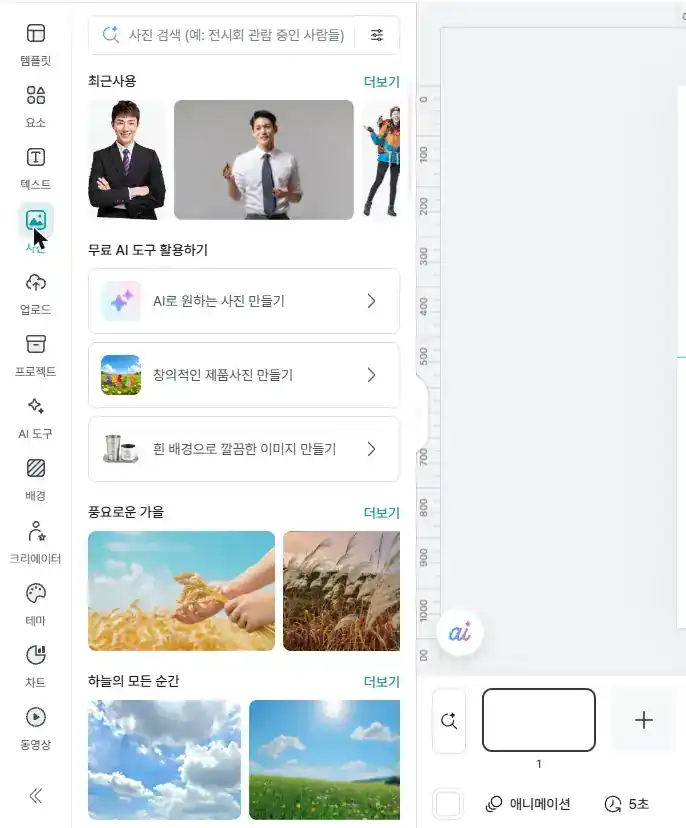 템플릿
요소
텍스트
사진
업로드
프로젝트
AI 도구
배경
크리에이터
테마
차트
동영상
사진 검색 (예: 전시회 관람 중인 사람들)
최근사용
더보기
무료 AI 도구 활용하기
AI로 원하는 사진 만들기
창의적인 제품사진 만들기
흰 배경으로 깔끔한 이미지 만들기
풍요로운 가을
더보기
하늘의 모든 순간
더보기
0
0
100
200
300
400
500
700
800
900
1000
00
ai
1
애니메이션
5초